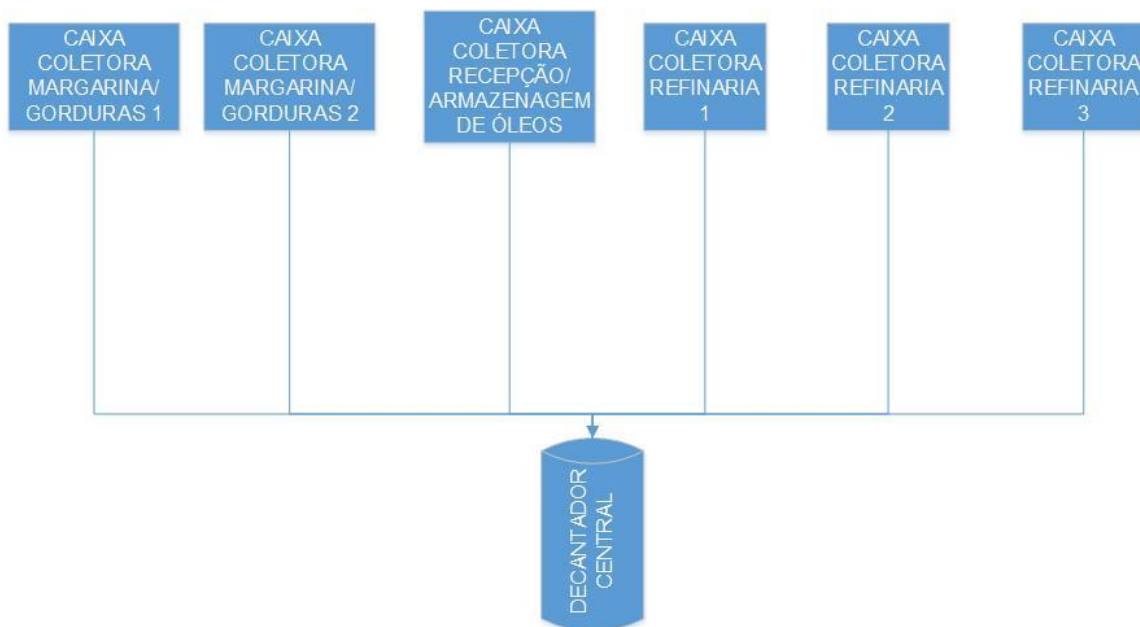 CAIXA
COLETORA
MARGARINA/
GORDURAS 1
CAIXA
COLETORA
MARGARINA/
GORDURAS 2
CAIXA
COLETORA
RECEPÇÃO/
ARMAZENAGEM
DE ÓLEOS
CAIXA
COLETORA
REFINARIA
1
CAIXA
COLETORA
REFINARIA
2
CAIXA
COLETORA
REFINARIA
3
DECANTADOR
CENTRAL